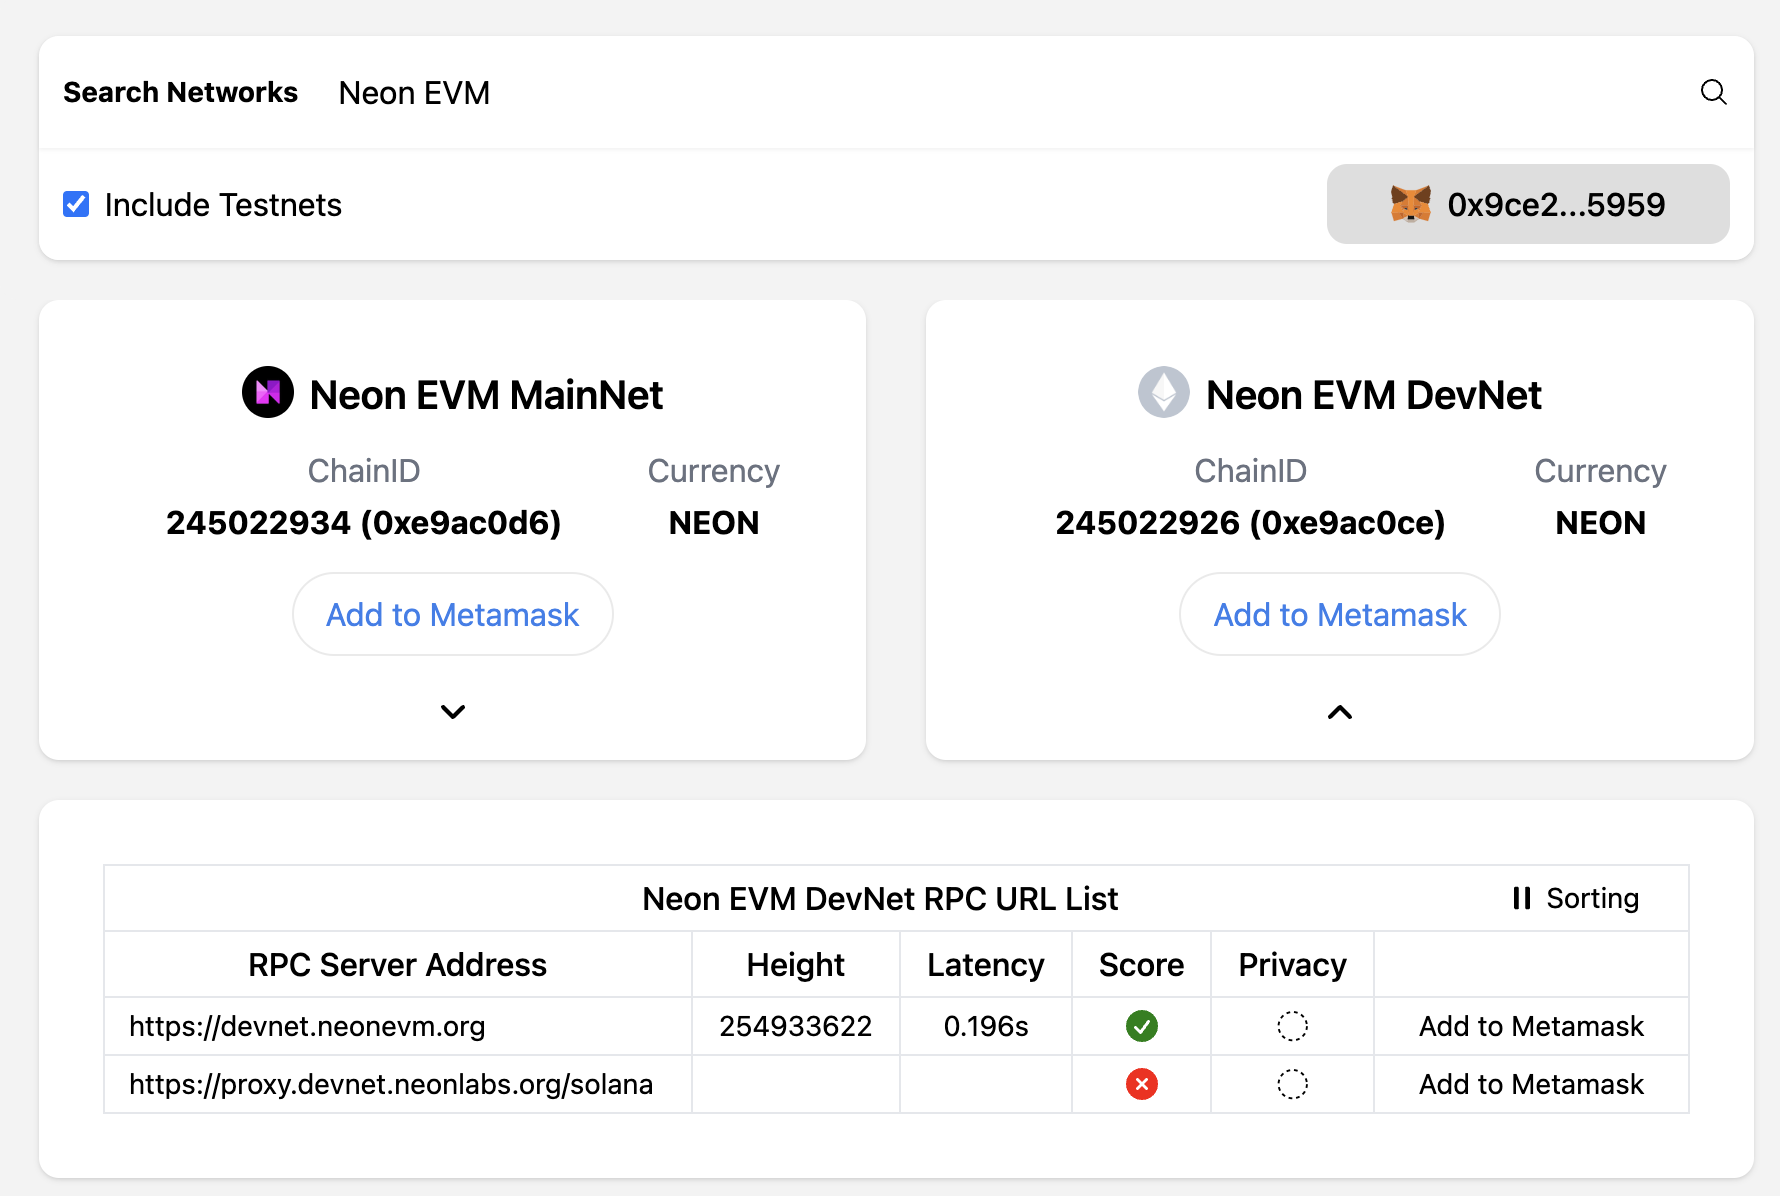 Search Networks Neon EVM
Include Testnets 0x9ce2...5959
Neon EVM MainNet
ChainID Currency
245022934 (0xe9ac0d6) NEON
Add to Metamask
Neon EVM DevNet
ChainID Currency
245022926 (0xe9ac0ce) NEON
Add to Metamask
Neon EVM DevNet RPC URL List Sorting
RPC Server Address Height Latency Score Privacy
https://devnet.neonevm.org 254933622 0.196s Add to Metamask
https://proxy.devnet.neonlabs.org/solana Add to Metamask